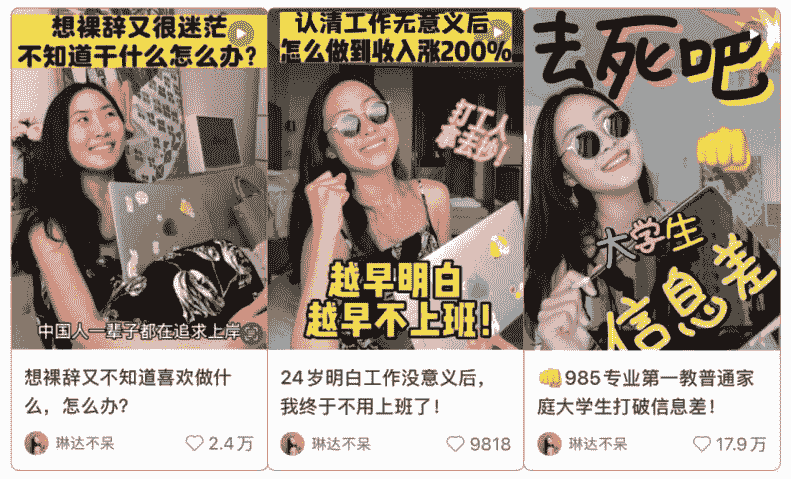 想裸辞又很迷茫
不知道干什么怎么办？
中国人一辈子都在追求上岸
想裸辞又不知道喜欢做什
么，怎么办？
琳达不呆
2.4万
认清工作无意义后
怎么做到收入涨200%
打工人
拿去抄！
越早明白
越早不上班！
24岁明白工作没意义后，
我终于不用上班了！
琳达不呆
9818
去死吧
大学生
信息差
👊985专业第一教普通家
庭大学生打破信息差！
琳达不呆
17.9万